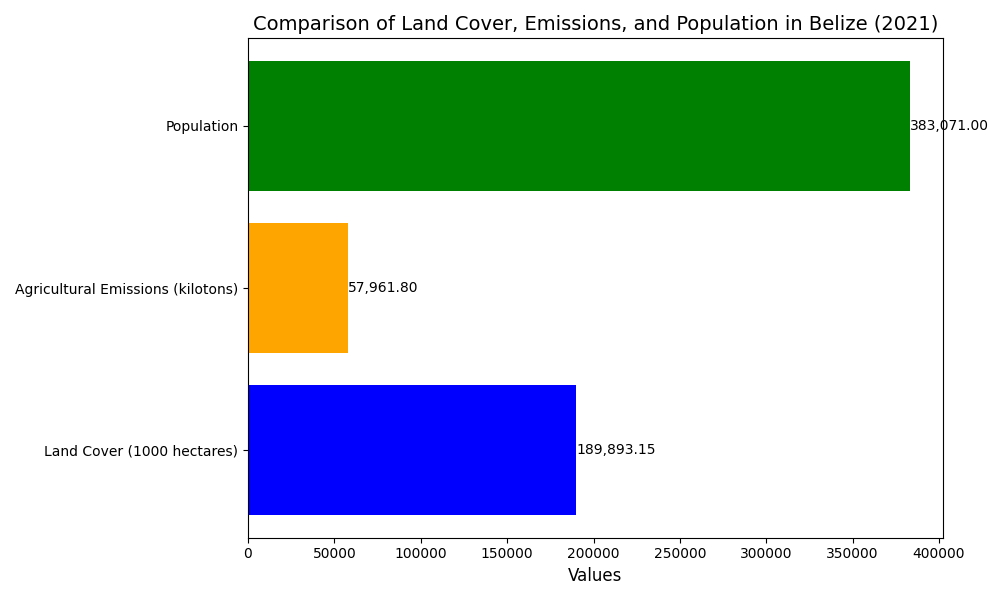 Comparison of Land Cover, Emissions, and Population in Belize (2021)
Population
383,071.00
Agricultural Emissions (kilotons)
57,961.80
Land Cover (1000 hectares)
189,893.15
0 50000 100000 150000 200000 250000 300000 350000 400000
Values